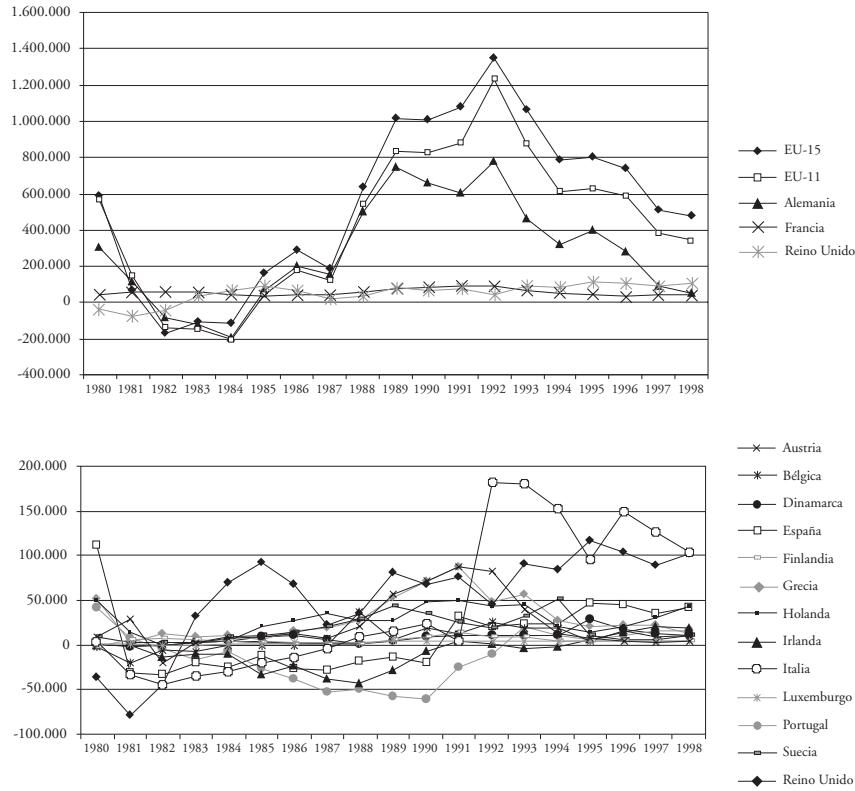 1.600.000
1.400.000
1.200.000
1.000.000
800.000
600.000
400.000
200.000
0
-200.000
-400.000
1980 1981 1982 1983 1984 1985 1986 1987 1988 1989 1990 1991 1992 1993 1994 1995 1996 1997 1998
EU-15
EU-11
Alemania
Francia
Reino Unido
200.000
150.000
100.000
50.000
0
-50.000
-100.000
1980 1981 1982 1983 1984 1985 1986 1987 1988 1989 1990 1991 1992 1993 1994 1995 1996 1997 1998
Austria
Bélgica
Dinamarca
España
Finlandia
Grecia
Holanda
Irlanda
Italia
Luxemburgo
Portugal
Suecia
Reino Unido